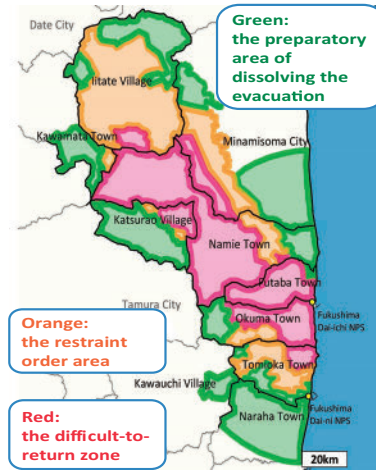 Date City
Green:
the preparatory
area of
dissolving the
evacuation
Iitate Village
Kawamata Town
Minamisoma City
Katsurao Village
Namie Town
Futaba Town
Tamura City
Okuma Town
Fukushima
Dai-ichi NPS
Orange:
the restraint
order area
Tomioka Town
Kawauchi Village
Fukushima
Dai-ni NPS
Naraha Town
Red:
the difficult-to-
return zone
20km